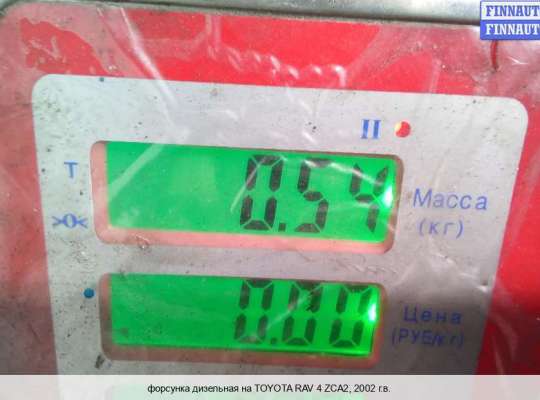 FINNAUTO
FINNAUTO
II
T
0.54
Масса
(кг)
>0<
0.00
Цена
(РУБ/кг)
форсунка дизельная на TOYOTA RAV 4 ZCA2, 2002 г.в.